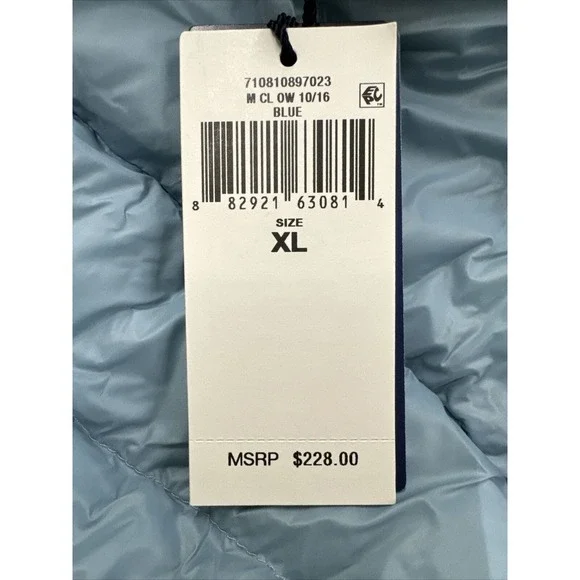 710810897023
M CL OW 10/16
BLUE
8 82921 63081 4
SIZE
XL
MSRP $228.00